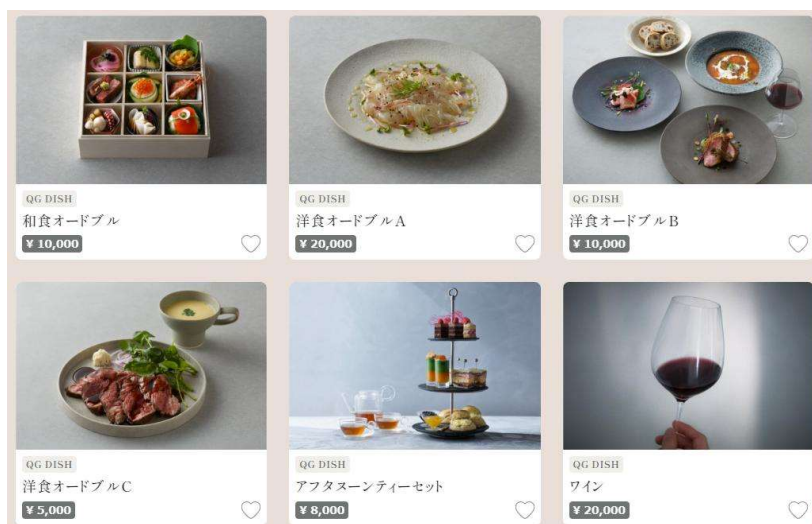 QG DISH
和食オードブル
¥ 10,000
QG DISH
洋食オードブルA
¥ 20,000
QG DISH
洋食オードブルB
¥ 10,000
QG DISH
洋食オードブルC
¥ 5,000
QG DISH
アフタヌーンティーセット
¥ 8,000
QG DISH
ワイン
¥ 20,000